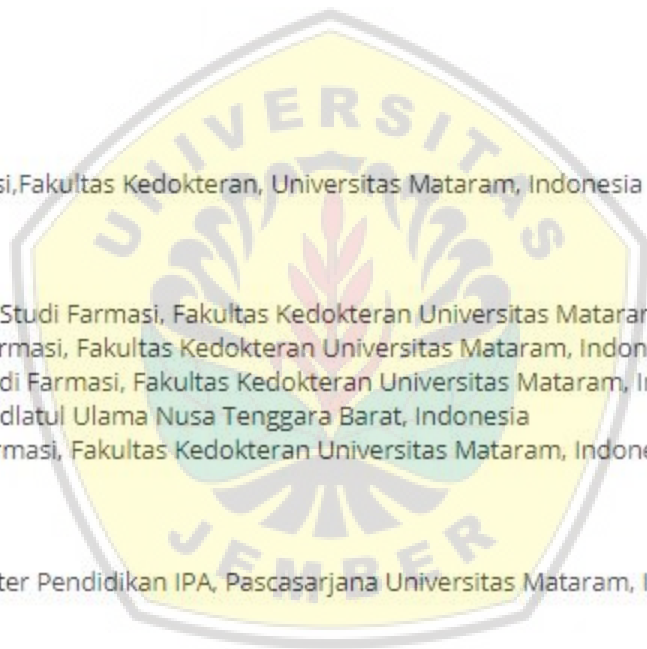 UNIVERSITAS
si,Fakultas Kedokteran, Universitas Mataram, Indonesia
Studi Farmasi, Fakultas Kedokteran Universitas Mataram
rmasi, Fakultas Kedokteran Universitas Mataram, Indon
di Farmasi, Fakultas Kedokteran Universitas Mataram, I
dlatul Ulama Nusa Tenggara Barat, Indonesia
rmasi, Fakultas Kedokteran Universitas Mataram, Indone
ter Pendidikan IPA, Pascasarjana Universitas Mataram, I
JEMBER